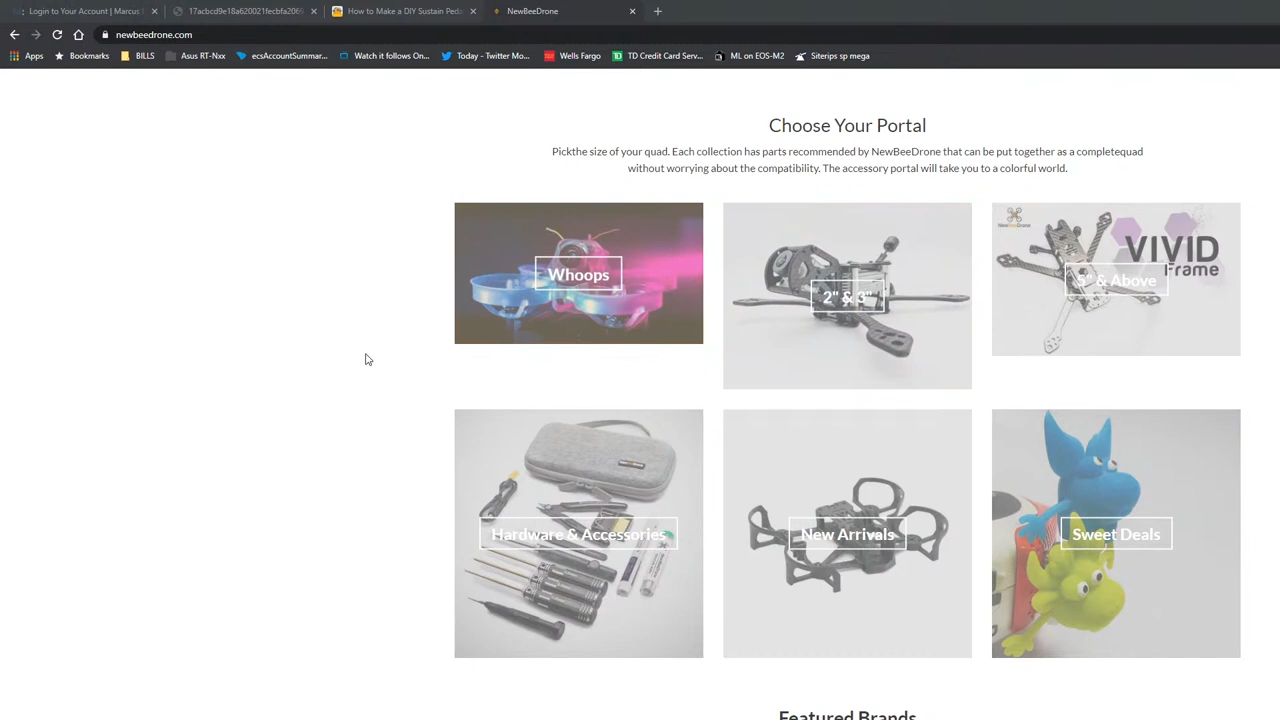 Login to Your Account | Marcus
17acbcd9e18a620021fecbfa2069
How to Make a DIY Sustain Peda
NewBeeDrone
newbeedrone.com
Apps
Bookmarks
BILLS
Asus RT-Nxx
ecsAccountSummar...
Watch it follows On...
Today - Twitter Mo...
Wells Fargo
TD Credit Card Serv...
ML on EOS-M2
Siterips sp mega
Choose Your Portal
Pickthe size of your quad. Each collection has parts recommended by NewBeeDrone that can be put together as a completequad
without worrying about the compatibility. The accessory portal will take you to a colorful world.
Whoops
2" & 3"
NewBeeDrone
VIVID
Frame
5" & Above
Hardware & Accessories
New Arrivals
Sweet Deals
Featured Brands